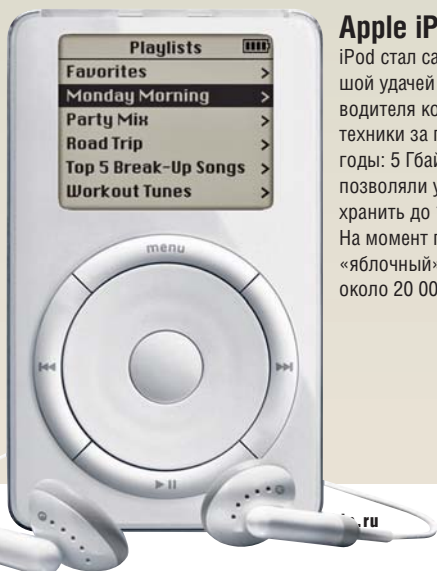 Playlists
Favorites >
Monday Morning >
Party Mix >
Road Trip >
Top 5 Break-Up Songs >
Workout Tunes >
menu
Apple iP
iPod стал са
шой удачей
водителя ко
техники за п
годы: 5 Гбай
позволяли у
хранить до
На момент п
«яблочный»
около 20 00
.ru